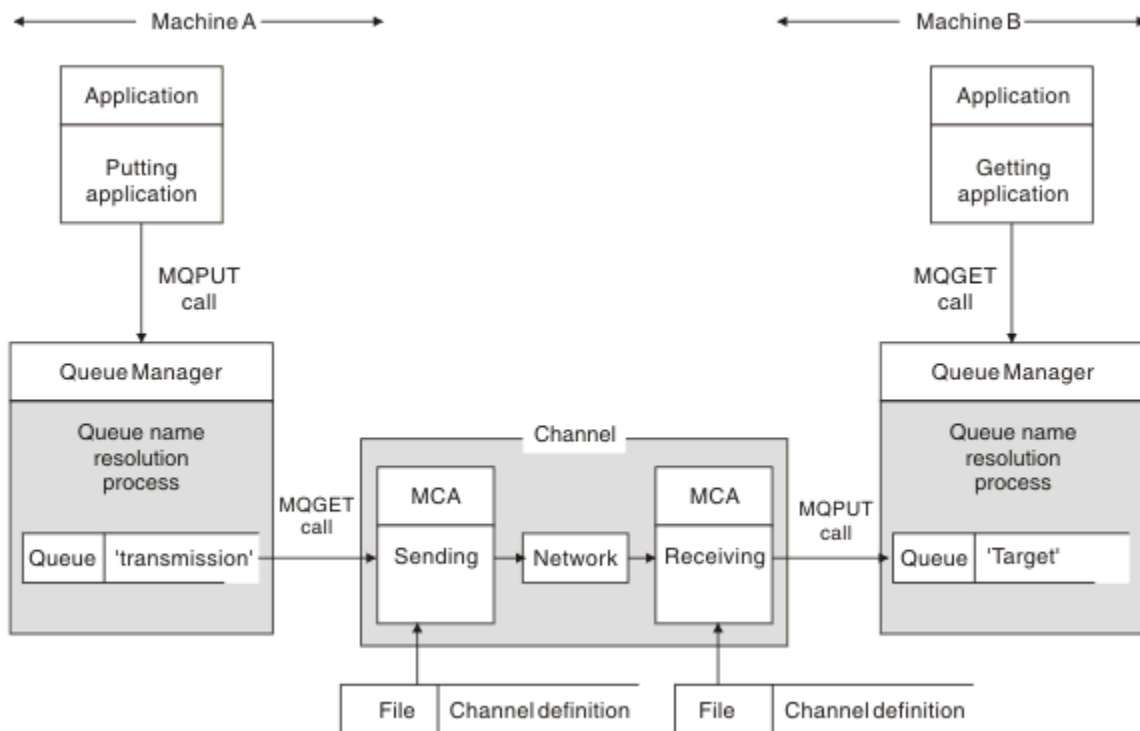 Machine A
Machine B
Application
Putting
application
Application
Getting
application
MQPUT
call
MQGET
call
Queue Manager
Queue name
resolution
process
Queue
'transmission'
MQGET
call
Channel
MCA
Sending
Network
MCA
Receiving
MQPUT
call
Queue Manager
Queue name
resolution
process
Queue
'Target'
File
Channel definition
File
Channel definition